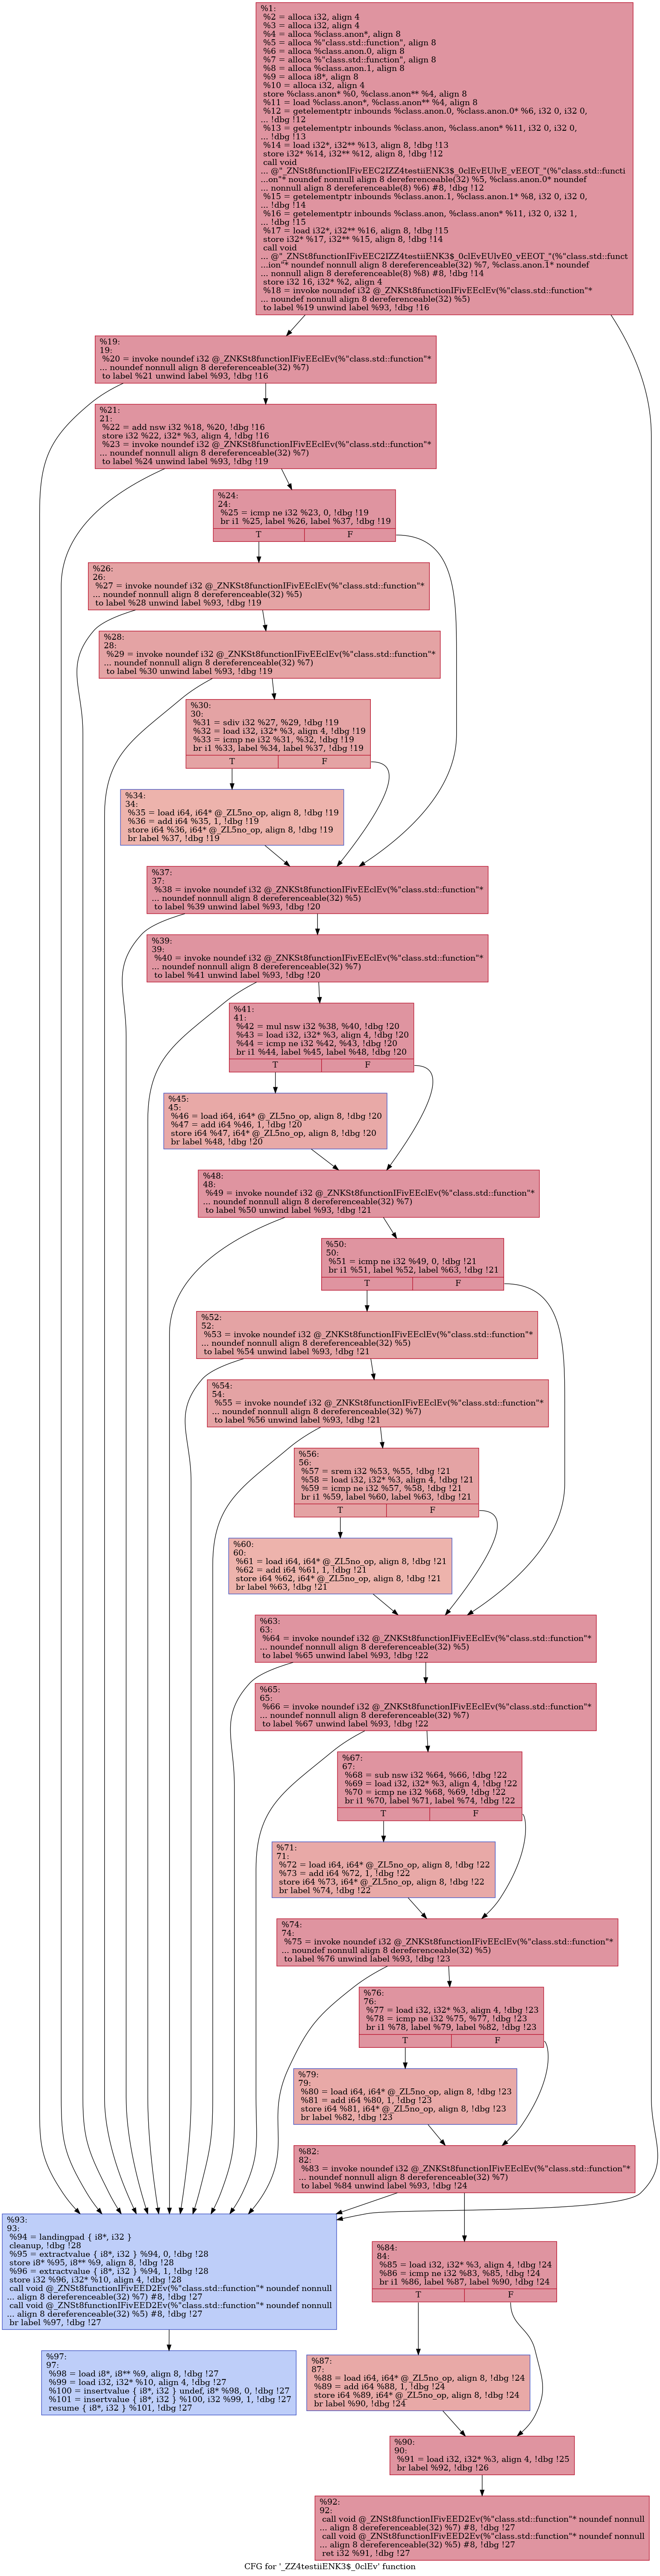 %1:
%2 = alloca i32, align 4
%3 = alloca i32, align 4
%4 = alloca %class.anon*, align 8
%5 = alloca %"class.std::function", align 8
%6 = alloca %class.anon.0, align 8
%7 = alloca %"class.std::function", align 8
%8 = alloca %class.anon.1, align 8
%9 = alloca i8*, align 8
%10 = alloca i32, align 4
store %class.anon* %0, %class.anon** %4, align 8
%11 = load %class.anon*, %class.anon** %4, align 8
%12 = getelementptr inbounds %class.anon.0, %class.anon.0* %6, i32 0, i32 0,
... !dbg !12
%13 = getelementptr inbounds %class.anon, %class.anon* %11, i32 0, i32 0,
... !dbg !13
%14 = load i32*, i32** %13, align 8, !dbg !13
store i32* %14, i32** %12, align 8, !dbg !12
call void
... @"_ZNSt8functionIFivEEC2IZZ4testiiENK3$_0clEvEUlvE_vEEOT_"(%"class.std::functi
...on"* noundef nonnull align 8 dereferenceable(32) %5, %class.anon.0* noundef
... nonnull align 8 dereferenceable(8) %6) #8, !dbg !12
%15 = getelementptr inbounds %class.anon.1, %class.anon.1* %8, i32 0, i32 0,
... !dbg !14
%16 = getelementptr inbounds %class.anon, %class.anon* %11, i32 0, i32 1,
... !dbg !15
%17 = load i32*, i32** %16, align 8, !dbg !15
store i32* %17, i32** %15, align 8, !dbg !14
call void
... @"_ZNSt8functionIFivEEC2IZZ4testiiENK3$_0clEvEUlvE0_vEEOT_"(%"class.std::funct
...ion"* noundef nonnull align 8 dereferenceable(32) %7, %class.anon.1* noundef
... nonnull align 8 dereferenceable(8) %8) #8, !dbg !14
store i32 16, i32* %2, align 4
%18 = invoke noundef i32 @_ZNKSt8functionIFivEEclEv(%"class.std::function"*
... noundef nonnull align 8 dereferenceable(32) %5)
to label %19 unwind label %93, !dbg !16
%19:
19:
%20 = invoke noundef i32 @_ZNKSt8functionIFivEEclEv(%"class.std::function"*
... noundef nonnull align 8 dereferenceable(32) %7)
to label %21 unwind label %93, !dbg !16
%21:
21:
%22 = add nsw i32 %18, %20, !dbg !16
store i32 %22, i32* %3, align 4, !dbg !16
%23 = invoke noundef i32 @_ZNKSt8functionIFivEEclEv(%"class.std::function"*
... noundef nonnull align 8 dereferenceable(32) %7)
to label %24 unwind label %93, !dbg !19
%24:
24:
%25 = icmp ne i32 %23, 0, !dbg !19
br i1 %25, label %26, label %37, !dbg !19
T F
%26:
26:
%27 = invoke noundef i32 @_ZNKSt8functionIFivEEclEv(%"class.std::function"*
... noundef nonnull align 8 dereferenceable(32) %5)
to label %28 unwind label %93, !dbg !19
%28:
28:
%29 = invoke noundef i32 @_ZNKSt8functionIFivEEclEv(%"class.std::function"*
... noundef nonnull align 8 dereferenceable(32) %7)
to label %30 unwind label %93, !dbg !19
%30:
30:
%31 = sdiv i32 %27, %29, !dbg !19
%32 = load i32, i32* %3, align 4, !dbg !19
%33 = icmp ne i32 %31, %32, !dbg !19
br i1 %33, label %34, label %37, !dbg !19
T F
%34:
34:
%35 = load i64, i64* @_ZL5no_op, align 8, !dbg !19
%36 = add i64 %35, 1, !dbg !19
store i64 %36, i64* @_ZL5no_op, align 8, !dbg !19
br label %37, !dbg !19
%37:
37:
%38 = invoke noundef i32 @_ZNKSt8functionIFivEEclEv(%"class.std::function"*
... noundef nonnull align 8 dereferenceable(32) %5)
to label %39 unwind label %93, !dbg !20
%39:
39:
%40 = invoke noundef i32 @_ZNKSt8functionIFivEEclEv(%"class.std::function"*
... noundef nonnull align 8 dereferenceable(32) %7)
to label %41 unwind label %93, !dbg !20
%41:
41:
%42 = mul nsw i32 %38, %40, !dbg !20
%43 = load i32, i32* %3, align 4, !dbg !20
%44 = icmp ne i32 %42, %43, !dbg !20
br i1 %44, label %45, label %48, !dbg !20
T F
%45:
45:
%46 = load i64, i64* @_ZL5no_op, align 8, !dbg !20
%47 = add i64 %46, 1, !dbg !20
store i64 %47, i64* @_ZL5no_op, align 8, !dbg !20
br label %48, !dbg !20
%48:
48:
%49 = invoke noundef i32 @_ZNKSt8functionIFivEEclEv(%"class.std::function"*
... noundef nonnull align 8 dereferenceable(32) %7)
to label %50 unwind label %93, !dbg !21
%50:
50:
%51 = icmp ne i32 %49, 0, !dbg !21
br i1 %51, label %52, label %63, !dbg !21
T F
%52:
52:
%53 = invoke noundef i32 @_ZNKSt8functionIFivEEclEv(%"class.std::function"*
... noundef nonnull align 8 dereferenceable(32) %5)
to label %54 unwind label %93, !dbg !21
%54:
54:
%55 = invoke noundef i32 @_ZNKSt8functionIFivEEclEv(%"class.std::function"*
... noundef nonnull align 8 dereferenceable(32) %7)
to label %56 unwind label %93, !dbg !21
%56:
56:
%57 = srem i32 %53, %55, !dbg !21
%58 = load i32, i32* %3, align 4, !dbg !21
%59 = icmp ne i32 %57, %58, !dbg !21
br i1 %59, label %60, label %63, !dbg !21
T F
%60:
60:
%61 = load i64, i64* @_ZL5no_op, align 8, !dbg !21
%62 = add i64 %61, 1, !dbg !21
store i64 %62, i64* @_ZL5no_op, align 8, !dbg !21
br label %63, !dbg !21
%63:
63:
%64 = invoke noundef i32 @_ZNKSt8functionIFivEEclEv(%"class.std::function"*
... noundef nonnull align 8 dereferenceable(32) %5)
to label %65 unwind label %93, !dbg !22
%65:
65:
%66 = invoke noundef i32 @_ZNKSt8functionIFivEEclEv(%"class.std::function"*
... noundef nonnull align 8 dereferenceable(32) %7)
to label %67 unwind label %93, !dbg !22
%67:
67:
%68 = sub nsw i32 %64, %66, !dbg !22
%69 = load i32, i32* %3, align 4, !dbg !22
%70 = icmp ne i32 %68, %69, !dbg !22
br i1 %70, label %71, label %74, !dbg !22
T F
%71:
71:
%72 = load i64, i64* @_ZL5no_op, align 8, !dbg !22
%73 = add i64 %72, 1, !dbg !22
store i64 %73, i64* @_ZL5no_op, align 8, !dbg !22
br label %74, !dbg !22
%74:
74:
%75 = invoke noundef i32 @_ZNKSt8functionIFivEEclEv(%"class.std::function"*
... noundef nonnull align 8 dereferenceable(32) %5)
to label %76 unwind label %93, !dbg !23
%76:
76:
%77 = load i32, i32* %3, align 4, !dbg !23
%78 = icmp ne i32 %75, %77, !dbg !23
br i1 %78, label %79, label %82, !dbg !23
T F
%79:
79:
%80 = load i64, i64* @_ZL5no_op, align 8, !dbg !23
%81 = add i64 %80, 1, !dbg !23
store i64 %81, i64* @_ZL5no_op, align 8, !dbg !23
br label %82, !dbg !23
%82:
82:
%83 = invoke noundef i32 @_ZNKSt8functionIFivEEclEv(%"class.std::function"*
... noundef nonnull align 8 dereferenceable(32) %7)
to label %84 unwind label %93, !dbg !24
%93:
93:
%94 = landingpad { i8*, i32 }
cleanup, !dbg !28
%95 = extractvalue { i8*, i32 } %94, 0, !dbg !28
store i8* %95, i8** %9, align 8, !dbg !28
%96 = extractvalue { i8*, i32 } %94, 1, !dbg !28
store i32 %96, i32* %10, align 4, !dbg !28
call void @_ZNSt8functionIFivEED2Ev(%"class.std::function"* noundef nonnull
... align 8 dereferenceable(32) %7) #8, !dbg !27
call void @_ZNSt8functionIFivEED2Ev(%"class.std::function"* noundef nonnull
... align 8 dereferenceable(32) %5) #8, !dbg !27
br label %97, !dbg !27
%84:
84:
%85 = load i32, i32* %3, align 4, !dbg !24
%86 = icmp ne i32 %83, %85, !dbg !24
br i1 %86, label %87, label %90, !dbg !24
T F
%97:
97:
%98 = load i8*, i8** %9, align 8, !dbg !27
%99 = load i32, i32* %10, align 4, !dbg !27
%100 = insertvalue { i8*, i32 } undef, i8* %98, 0, !dbg !27
%101 = insertvalue { i8*, i32 } %100, i32 %99, 1, !dbg !27
resume { i8*, i32 } %101, !dbg !27
%87:
87:
%88 = load i64, i64* @_ZL5no_op, align 8, !dbg !24
%89 = add i64 %88, 1, !dbg !24
store i64 %89, i64* @_ZL5no_op, align 8, !dbg !24
br label %90, !dbg !24
%90:
90:
%91 = load i32, i32* %3, align 4, !dbg !25
br label %92, !dbg !26
%92:
92:
call void @_ZNSt8functionIFivEED2Ev(%"class.std::function"* noundef nonnull
... align 8 dereferenceable(32) %7) #8, !dbg !27
call void @_ZNSt8functionIFivEED2Ev(%"class.std::function"* noundef nonnull
... align 8 dereferenceable(32) %5) #8, !dbg !27
ret i32 %91, !dbg !27
CFG for '_ZZ4testiiENK3$_0clEv' function